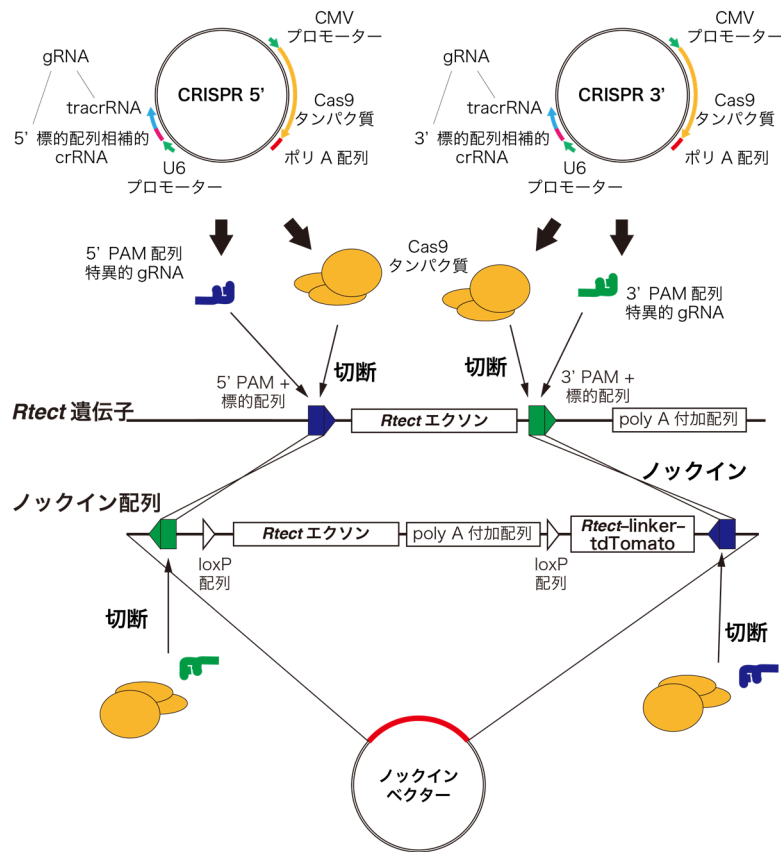 CMV
プロモーター
gRNA
CRISPR 5’
tracrRNA
Cas9
タンパク質
5’ 標的配列相補的
crRNA
ポリ A 配列
U6
プロモーター
CMV
プロモーター
gRNA
CRISPR 3’
tracrRNA
Cas9
タンパク質
3’ 標的配列相補的
crRNA
ポリ A 配列
U6
プロモーター
5’ PAM 配列
特異的 gRNA
Cas9
タンパク質
3’ PAM 配列
特異的 gRNA
切断
切断
5’ PAM +
標的配列
3’ PAM +
標的配列
Rtect 遺伝子
Rtect エクソン
poly A 付加配列
ノックイン
ノックイン配列
Rtect エクソン
poly A 付加配列
Rtect–linker–
tdTomato
loxP
配列
loxP
配列
切断
切断
ノックイン
ベクター